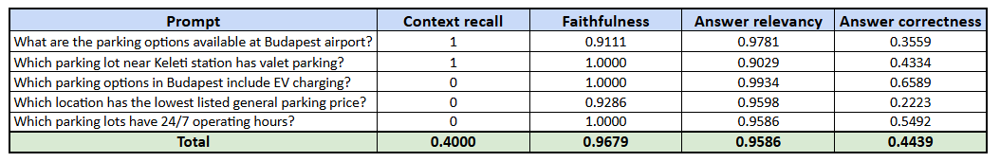 Prompt Context recall Faithfulness Answer relevancy Answer correctness
What are the parking options available at Budapest airport? 1 0.9111 0.9781 0.3559
Which parking lot near Keleti station has valet parking? 1 1.0000 0.9029 0.4334
Which parking options in Budapest include EV charging? 0 1.0000 0.9934 0.6589
Which location has the lowest listed general parking price? 0 0.9286 0.9598 0.2223
Which parking lots have 24/7 operating hours? 0 1.0000 0.9586 0.5492
Total 0.4000 0.9679 0.9586 0.4439